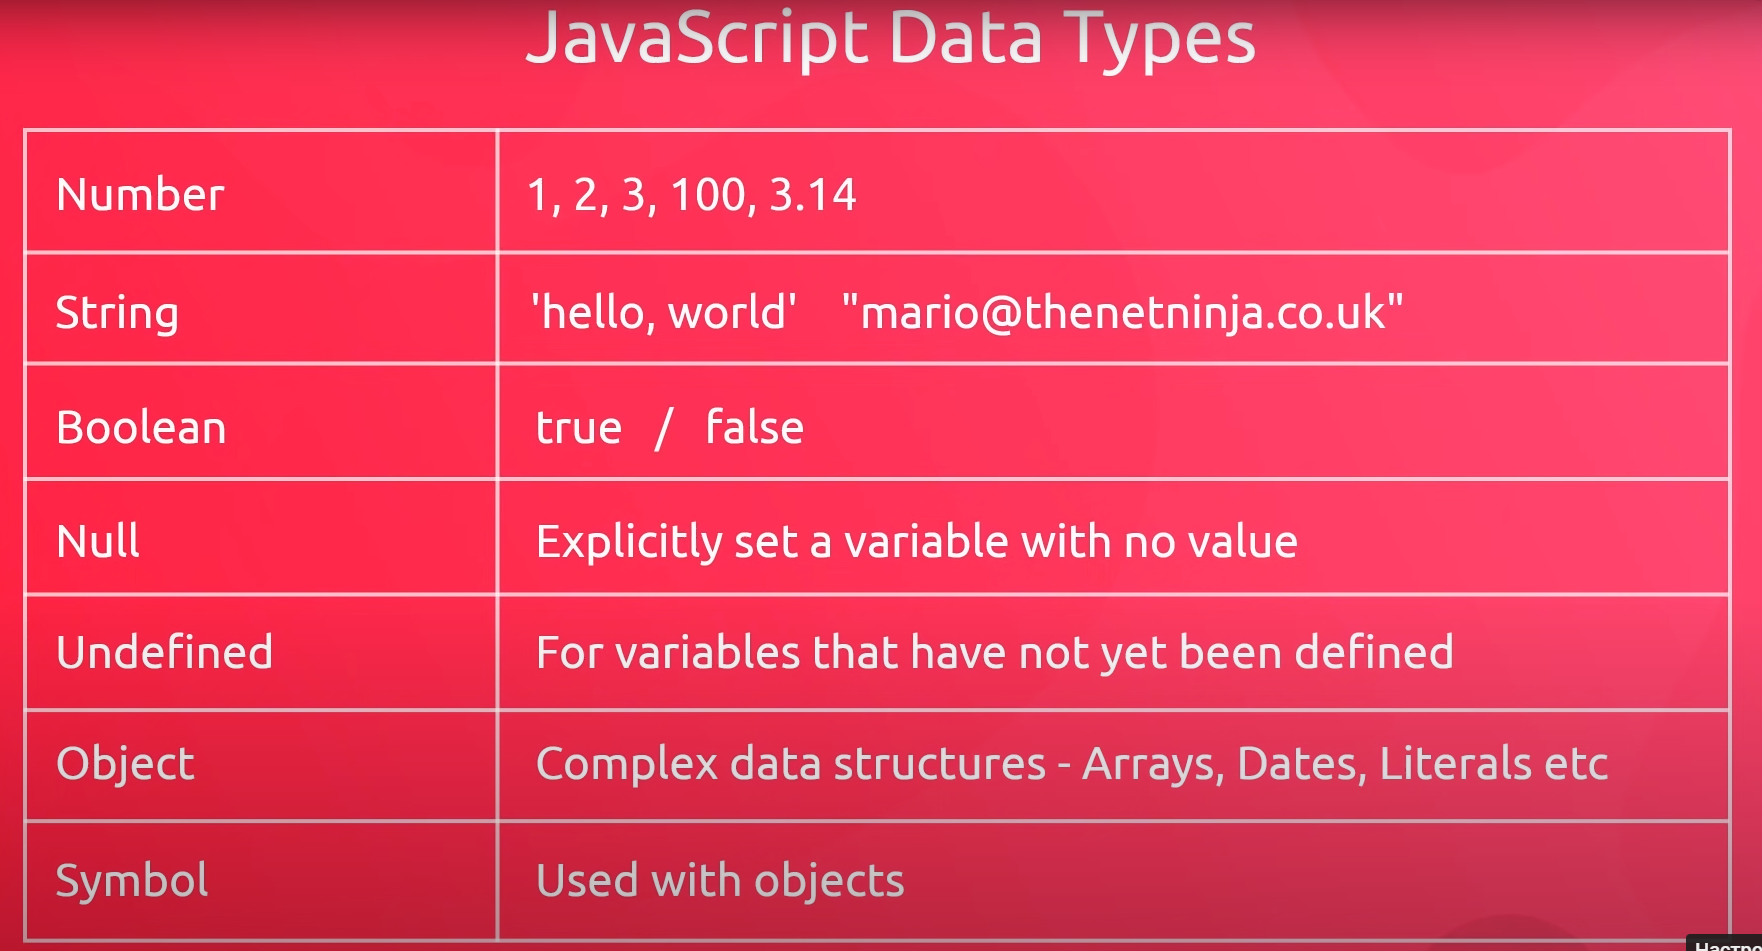 JavaScript Data Types
Number 1, 2, 3, 100, 3.14
String 'hello, world' "mario@thenetninja.co.uk"
Boolean true / false
Null Explicitly set a variable with no value
Undefined For variables that have not yet been defined
Object Complex data structures - Arrays, Dates, Literals etc
Symbol Used with objects